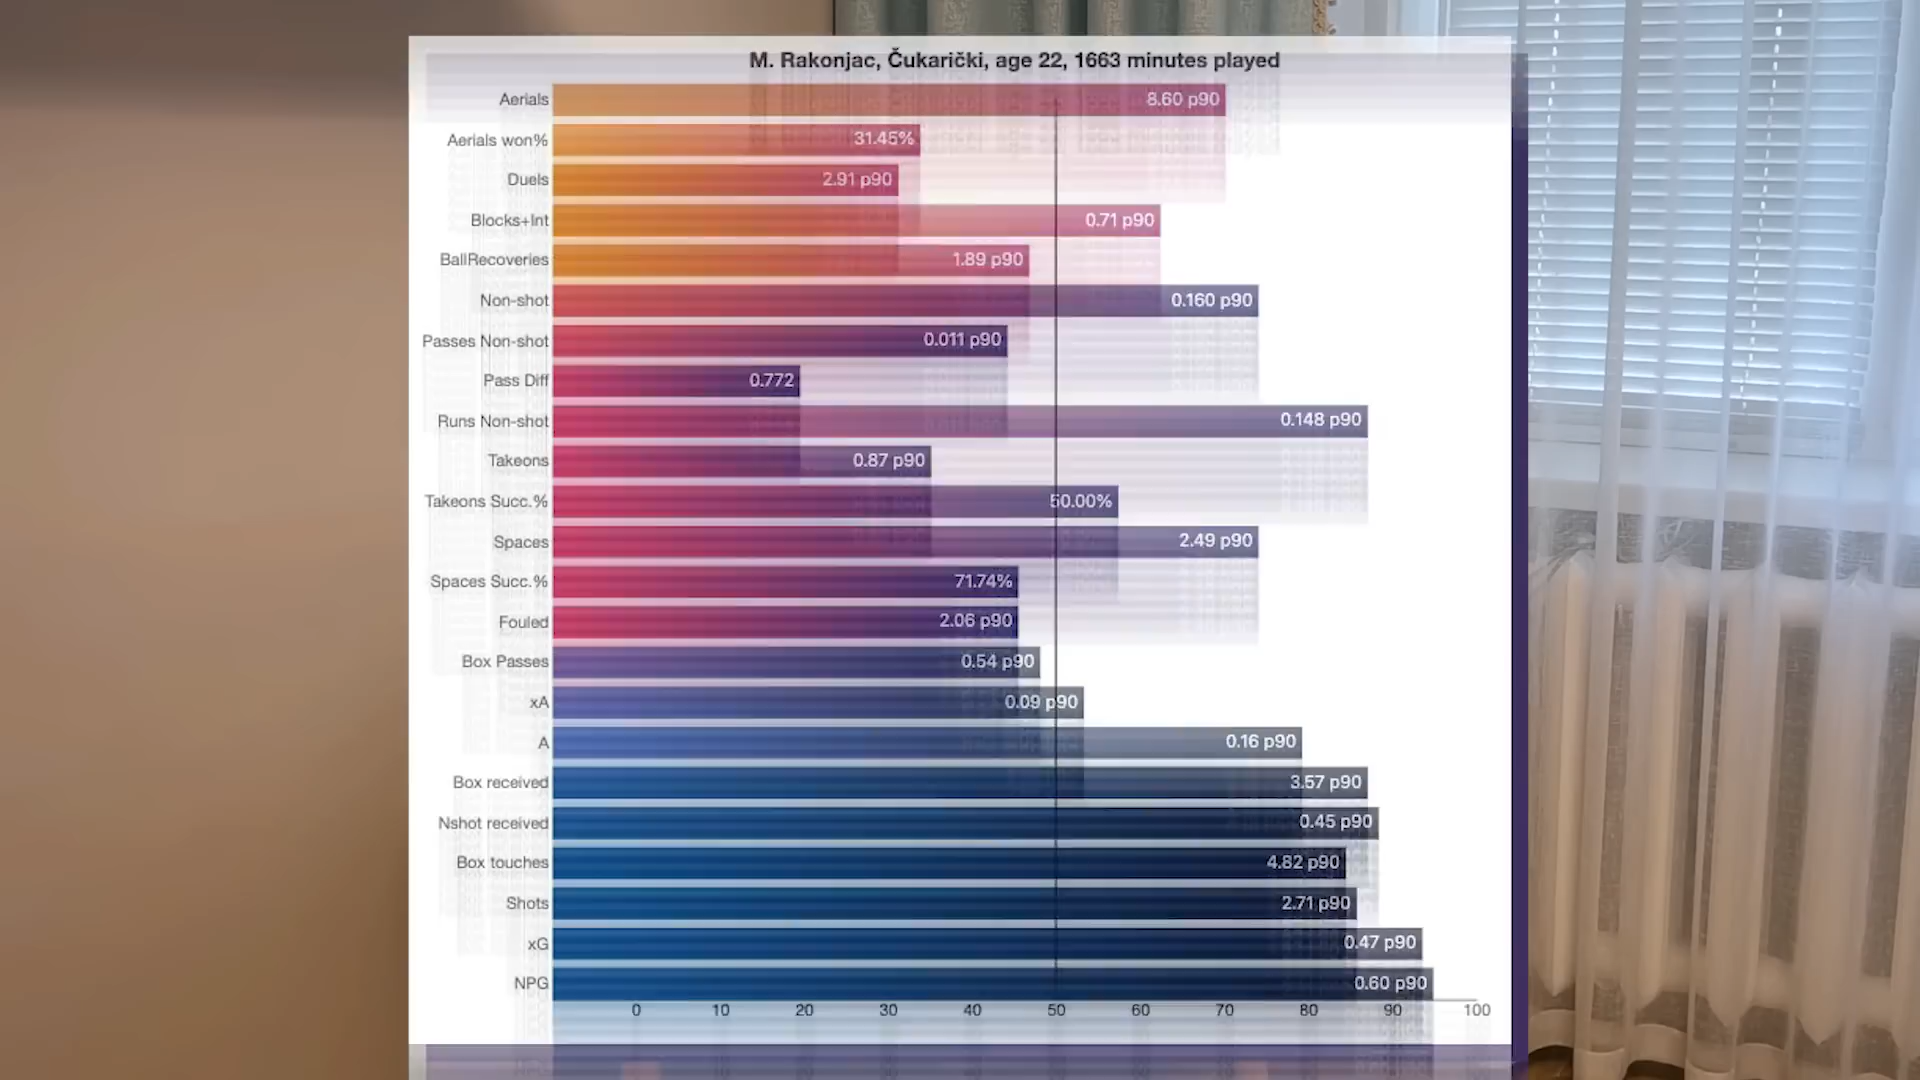 M. Rakonjac, Čukarički, age 22, 1663 minutes played
Aerials 8.60 p90
Aerials won% 31.45%
Duels 2.91 p90
Blocks+Int 0.71 p90
BallRecoveries 1.89 p90
Non-shot 0.160 p90
Passes Non-shot 0.011 p90
Pass Diff 0.772
Runs Non-shot 0.148 p90
Takeons 0.87 p90
Takeons Succ.% 50.00%
Spaces 2.49 p90
Spaces Succ.% 71.74%
Fouled 2.06 p90
Box Passes 0.54 p90
xA 0.09 p90
A 0.16 p90
Box received 3.57 p90
Nshot received 0.45 p90
Box touches 4.82 p90
Shots 2.71 p90
xG 0.47 p90
NPG 0.60 p90
0 10 20 30 40 50 60 70 80 90 100